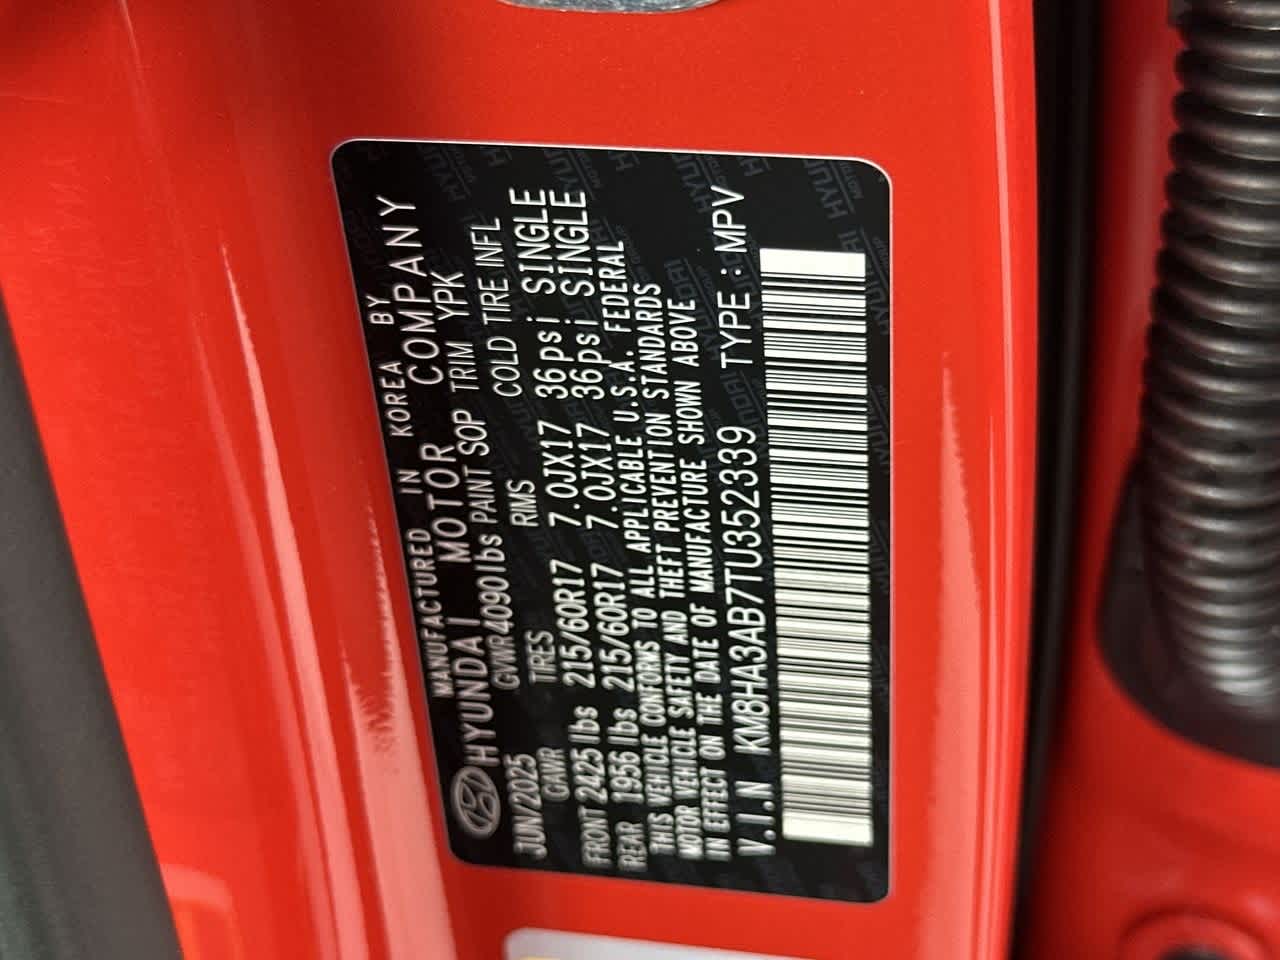 MANUFACTURED IN KOREA BY
HYUNDAI MOTOR COMPANY
JUN/2025 GVWR 4090lbs PAINT SOP TRIM YPK
GAWR TIRES RIMS COLD TIRE INFL
FRONT 2425 lbs 215/60R17 7.0JX17 36psi SINGLE
REAR 1956 lbs 215/60R17 7.0JX17 36psi SINGLE
THIS VEHICLE CONFORMS TO ALL APPLICABLE U.S.A. FEDERAL
MOTOR VEHICLE SAFETY AND THEFT PREVENTION STANDARDS
IN EFFECT ON THE DATE OF MANUFACTURE SHOWN ABOVE
V.I.N KM8HA3AB7TU352339 TYPE : MPV